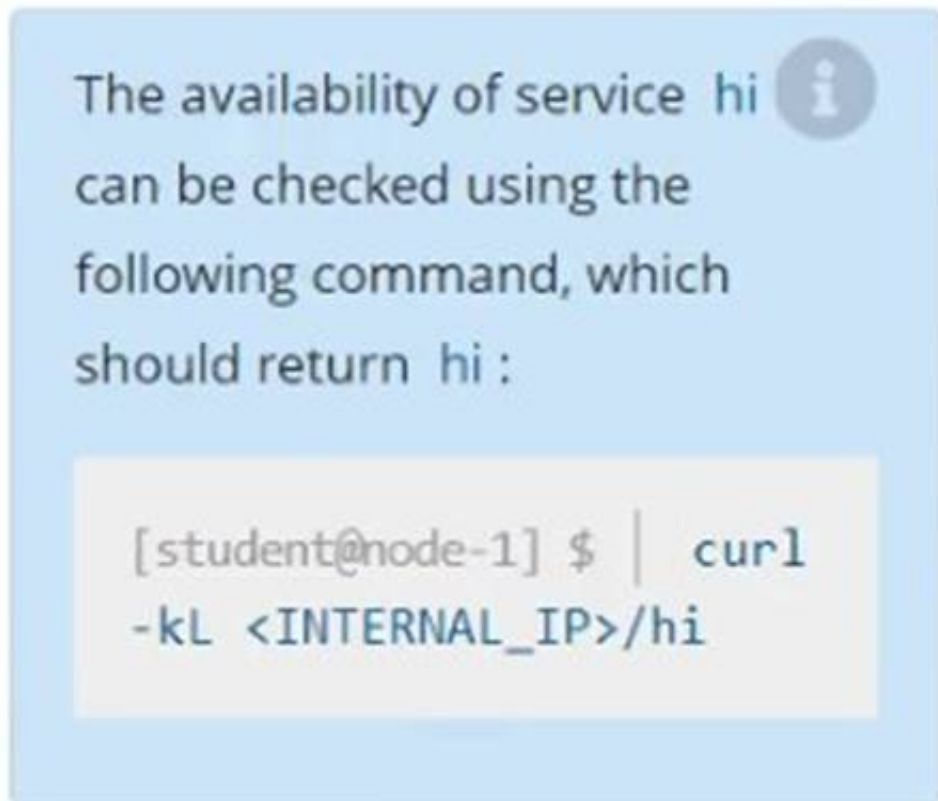 The availability of service hi
can be checked using the
following command, which
should return hi :
[student@node-1] $ | curl
-kL <INTERNAL_IP>/hi